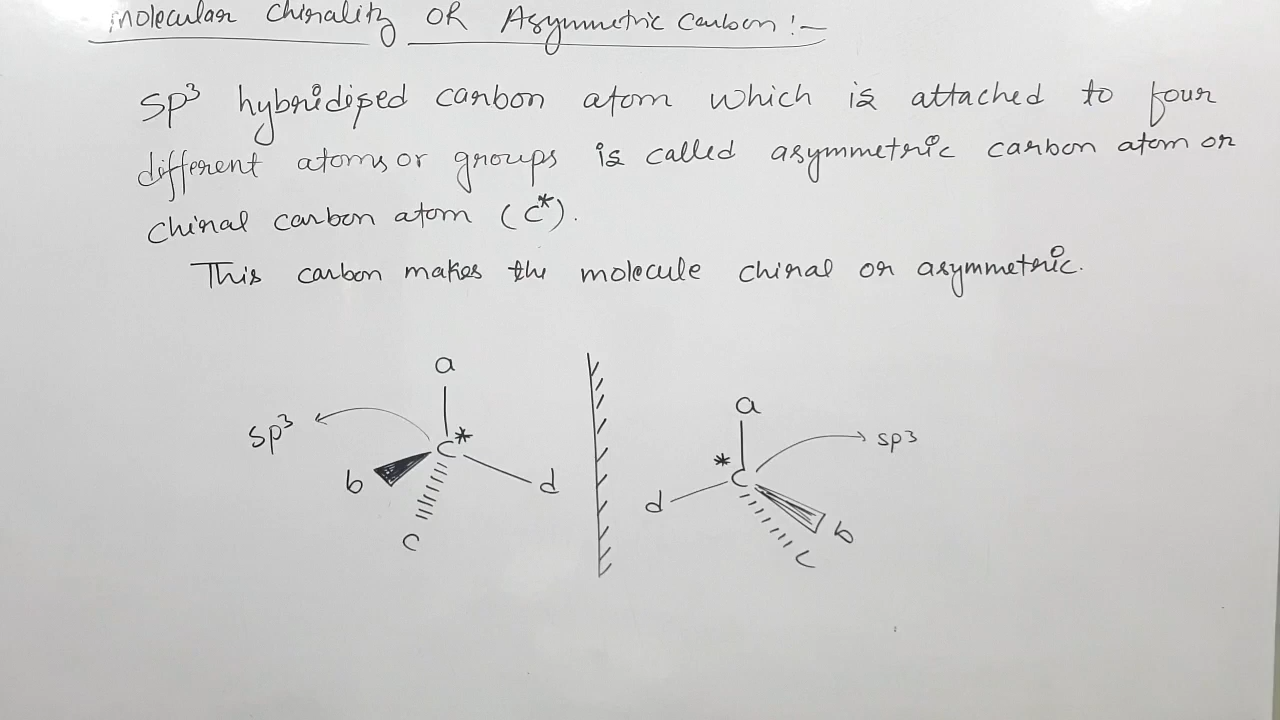 Molecular Chirality OR Asymmetric Carbon :-
sp³ hybridised carbon atom which is attached to four
different atoms or groups is called asymmetric carbon atom or
chiral carbon atom (C*).
This carbon makes the molecule chiral or asymmetric.
a
sp³ C*
b d
c
a
* C sp3
d b
c